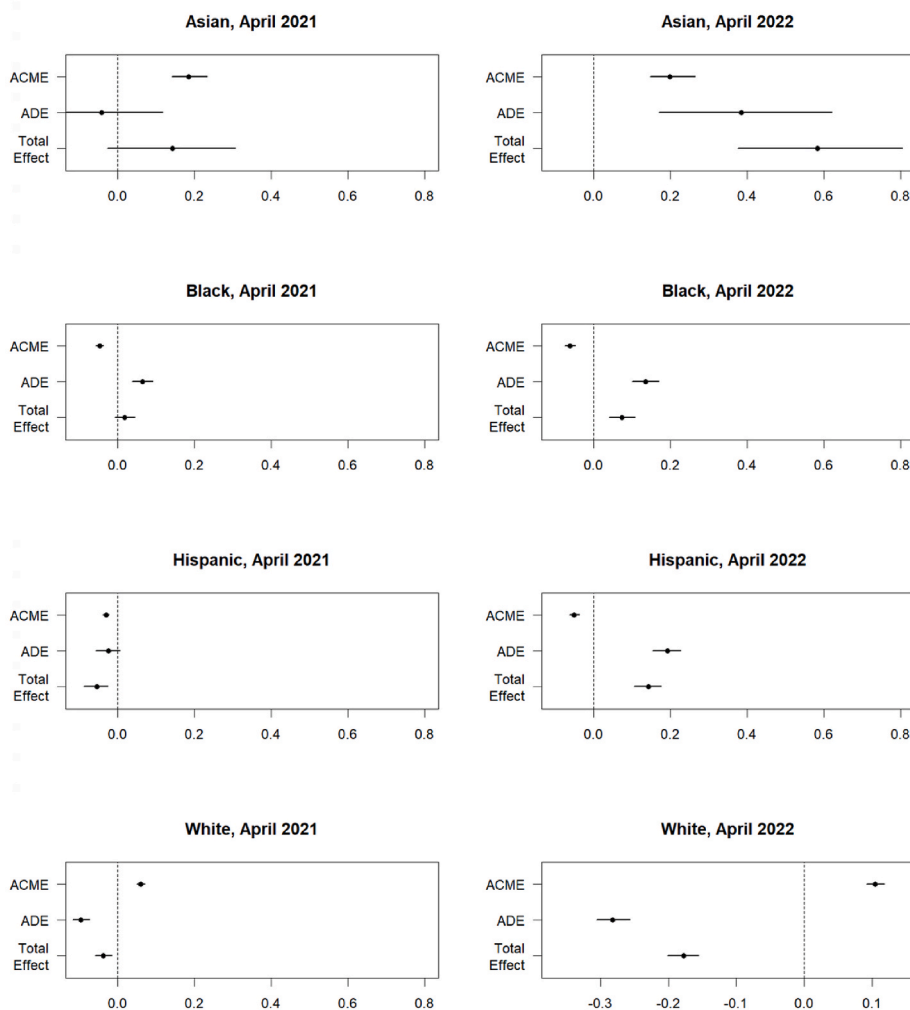 Asian, April 2021
ACME
ADE
Total
Effect
0.0 0.2 0.4 0.6 0.8
Asian, April 2022
ACME
ADE
Total
Effect
0.0 0.2 0.4 0.6 0.8
Black, April 2021
ACME
ADE
Total
Effect
0.0 0.2 0.4 0.6 0.8
Black, April 2022
ACME
ADE
Total
Effect
0.0 0.2 0.4 0.6 0.8
Hispanic, April 2021
ACME
ADE
Total
Effect
0.0 0.2 0.4 0.6 0.8
Hispanic, April 2022
ACME
ADE
Total
Effect
0.0 0.2 0.4 0.6 0.8
White, April 2021
ACME
ADE
Total
Effect
0.0 0.2 0.4 0.6 0.8
White, April 2022
ACME
ADE
Total
Effect
-0.3 -0.2 -0.1 0.0 0.1